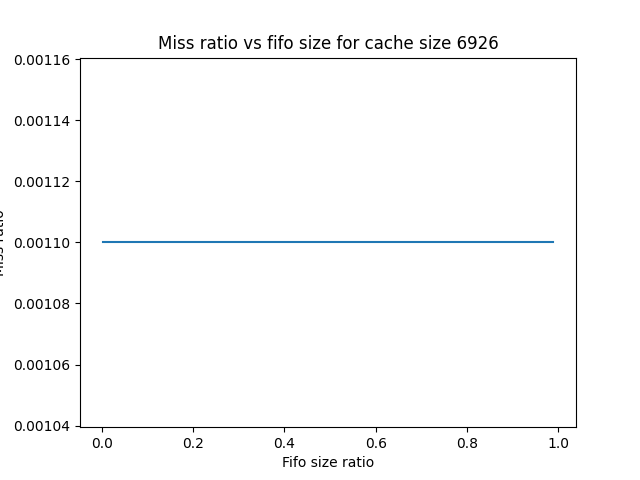 Miss ratio vs fifo size for cache size 6926
0.00116
0.00114
0.00112
0.00110
0.00108
0.00106
0.00104
Miss ratio
0.0 0.2 0.4 0.6 0.8 1.0
Fifo size ratio